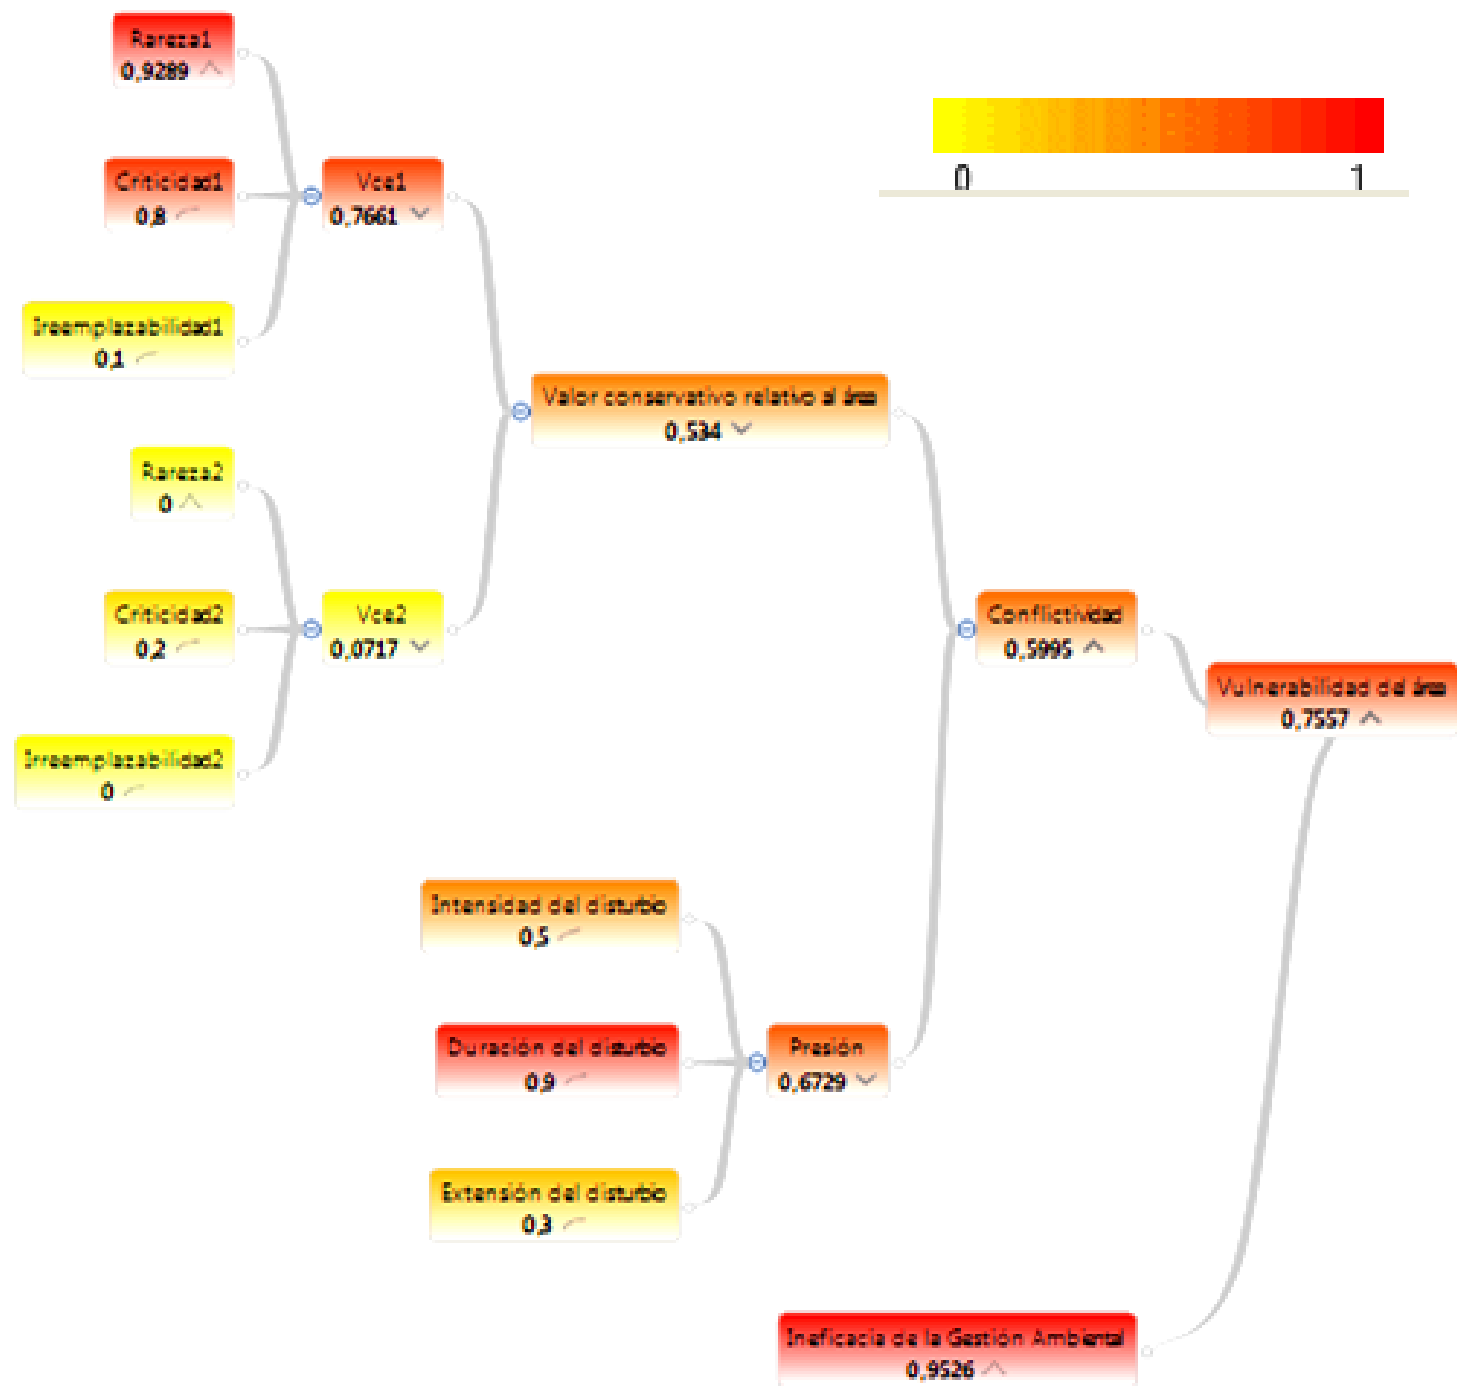 Rareza1
0,9289
0
1
Criticidad1
0,8
Vce1
0,7661
Ireemplazabilidad1
0,1
Valor conservativo relativo al área
0,534
Rareza2
0
Criticidad2
0,2
Vce2
0,0717
Conflictividad
0,5995
Vulnerabilidad del área
0,7557
Irreemplazabilidad2
0
Intensidad del disturbio
0,5
Duración del disturbio
0,9
Presión
0,6729
Extensión del disturbio
0,3
Ineficacia de la Gestión Ambiental
0,9526